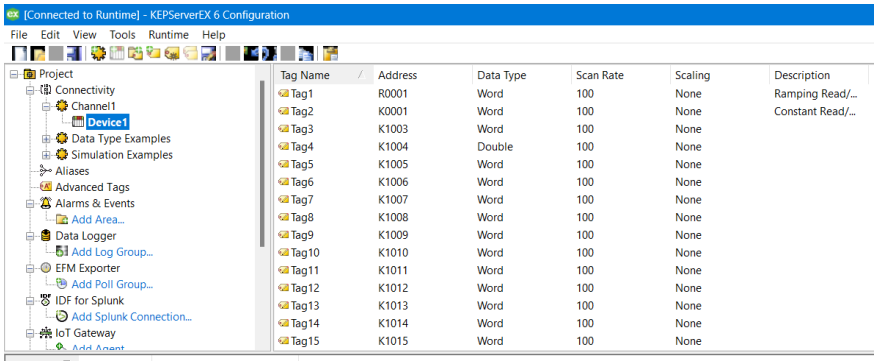 [Connected to Runtime] - KEPServerEX 6 Configuration
File Edit View Tools Runtime Help
Project
Connectivity
Channel1
Device1
Data Type Examples
Simulation Examples
Aliases
Advanced Tags
Alarms & Events
Add Area...
Data Logger
Add Log Group...
EFM Exporter
Add Poll Group...
IDF for Splunk
Add Splunk Connection...
IoT Gateway
Add Agent
Tag Name Address Data Type Scan Rate Scaling Description
Tag1 R0001 Word 100 None Ramping Read/...
Tag2 K0001 Word 100 None Constant Read/...
Tag3 K1003 Word 100 None
Tag4 K1004 Double 100 None
Tag5 K1005 Word 100 None
Tag6 K1006 Word 100 None
Tag7 K1007 Word 100 None
Tag8 K1008 Word 100 None
Tag9 K1009 Word 100 None
Tag10 K1010 Word 100 None
Tag11 K1011 Word 100 None
Tag12 K1012 Word 100 None
Tag13 K1013 Word 100 None
Tag14 K1014 Word 100 None
Tag15 K1015 Word 100 None